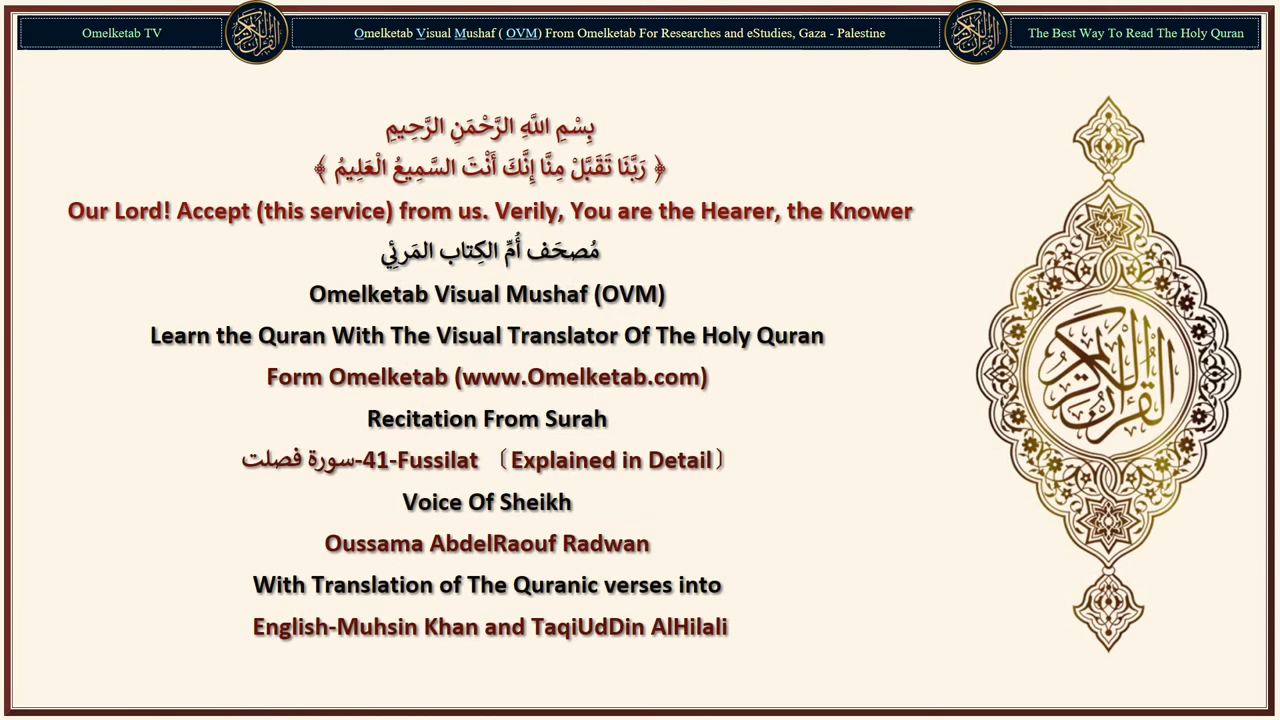 Omelketab TV
Omelketab Visual Mushaf ( OVM) From Omelketab For Researches and eStudies, Gaza - Palestine
The Best Way To Read The Holy Quran
بِسْمِ اللَّهِ الرَّحْمَنِ الرَّحِيمِ
﴿ رَبَّنَا تَقَبَّلْ مِنَّا إِنَّكَ أَنْتَ السَّمِيعُ الْعَلِيمُ ﴾
Our Lord! Accept (this service) from us. Verily, You are the Hearer, the Knower
مُصحَف أُمِّ الكِتاب المَرئِي
Omelketab Visual Mushaf (OVM)
Learn the Quran With The Visual Translator Of The Holy Quran
Form Omelketab (www.Omelketab.com)
Recitation From Surah
سورة فصلت-41-Fussilat 〔Explained in Detail〕
Voice Of Sheikh
Oussama AbdelRaouf Radwan
With Translation of The Quranic verses into
English-Muhsin Khan and TaqiUdDin AlHilali
القرآن الكريم